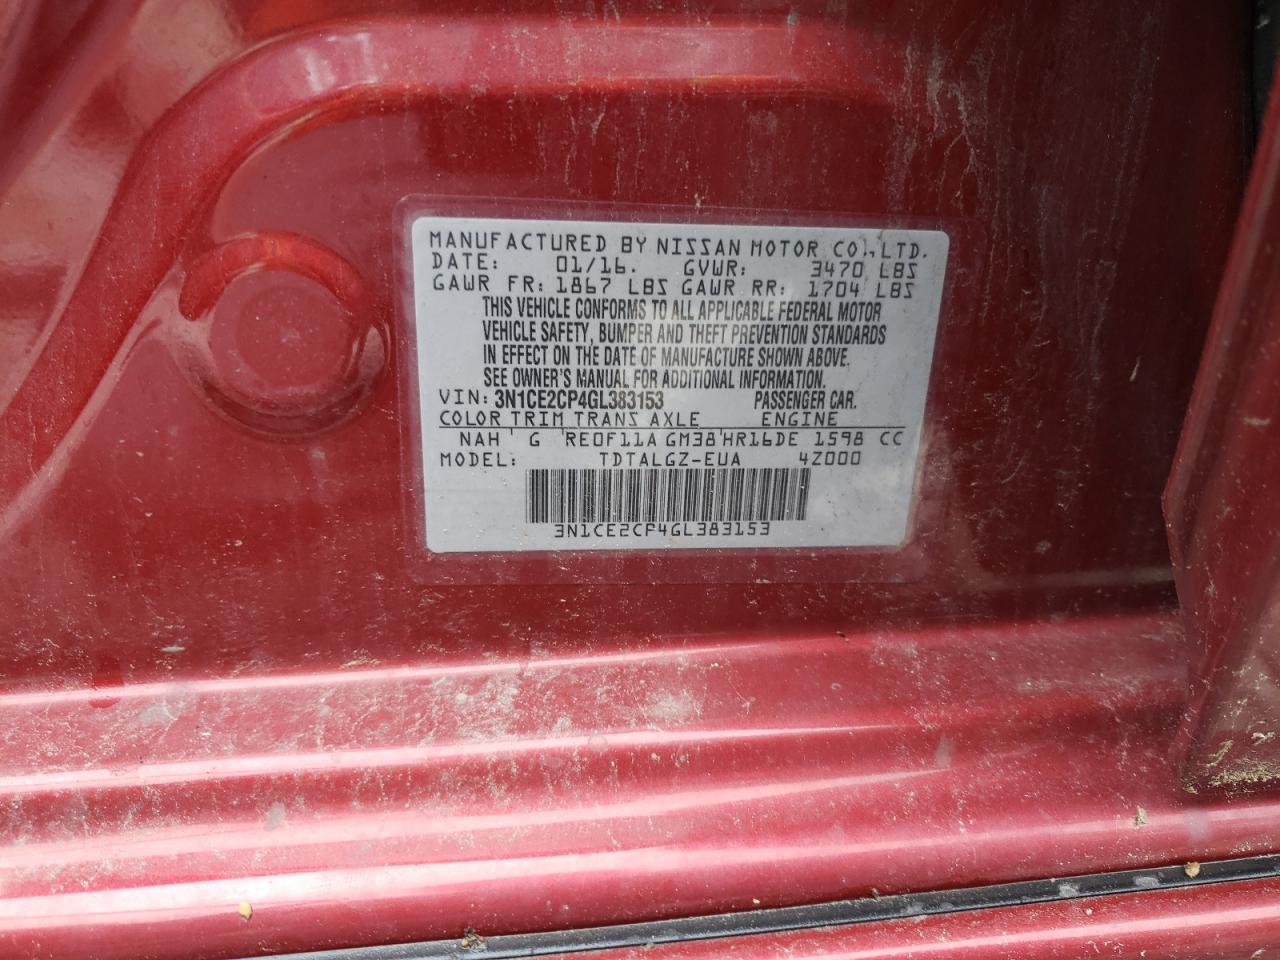 MANUFACTURED BY NISSAN MOTOR CO., LTD.
DATE: 01/16. GVWR: 3470 LBS
GAWR FR: 1867 LBS GAWR RR: 1704 LBS
THIS VEHICLE CONFORMS TO ALL APPLICABLE FEDERAL MOTOR
VEHICLE SAFETY, BUMPER AND THEFT PREVENTION STANDARDS
IN EFFECT ON THE DATE OF MANUFACTURE SHOWN ABOVE.
SEE OWNER'S MANUAL FOR ADDITIONAL INFORMATION.
VIN: 3N1CE2CP4GL383153 PASSENGER CAR.
COLOR TRIM TRANS AXLE ENGINE
NAH ' G 'RE0F11A GM38'HR16DE 1598 CC
MODEL: TDTALGZ-EUA 4Z000
3N1CE2CP4GL383153